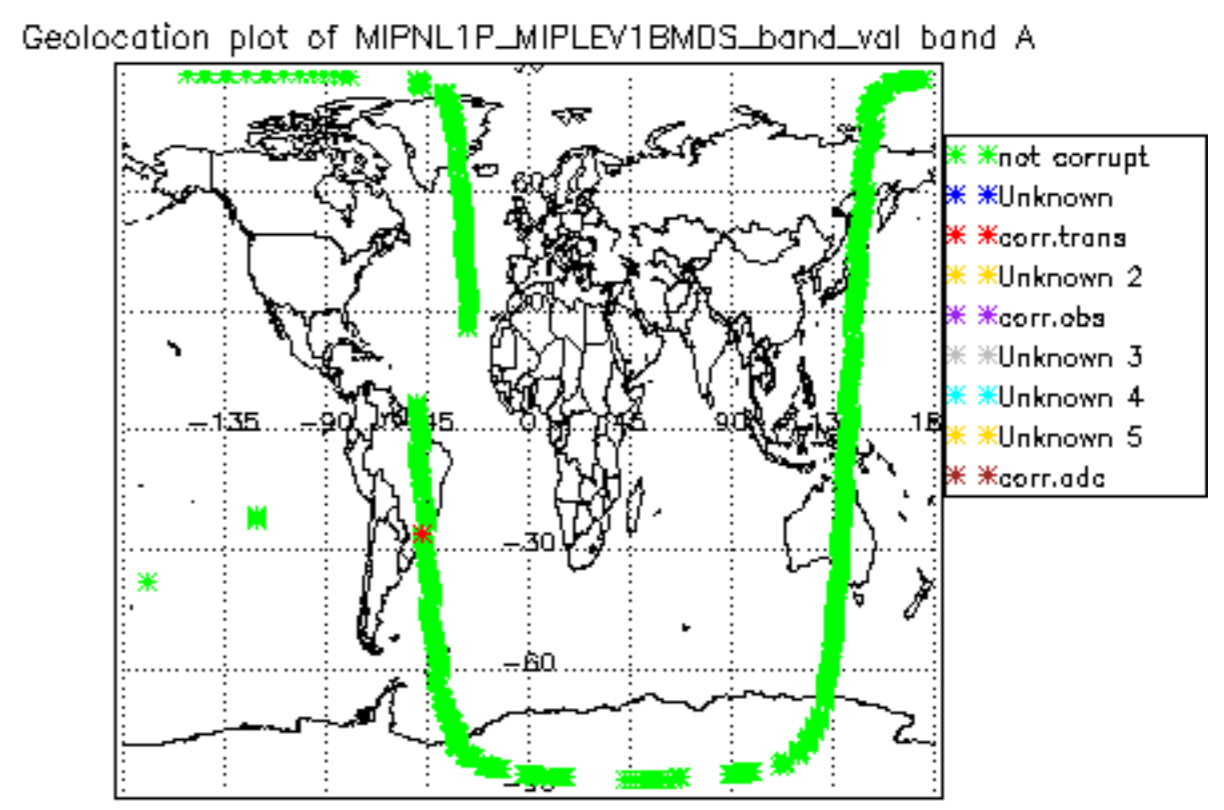 Geolocation plot of MIPNL1P_MIPLEV1BMDS_band_val band A
60
-135 -90 45 0 45 90
-30
-60
not corrupt
Unknown
corr.trans
Unknown 2
corr.obs
Unknown 3
Unknown 4
Unknown 5
corr.adc